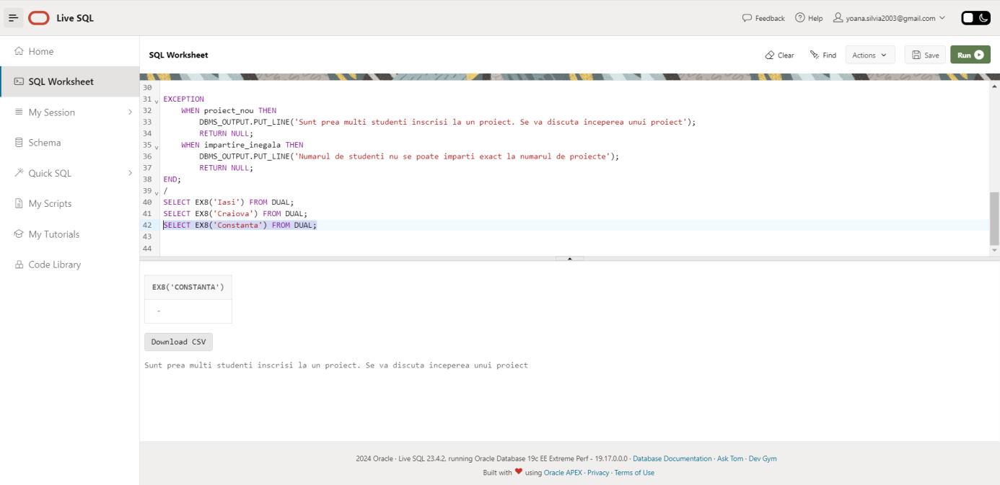 Live SQL
Feedback
Help
yoana.silvia2003@gmail.com
Home
SQL Worksheet
My Session
Schema
Quick SQL
My Scripts
My Tutorials
Code Library
SQL Worksheet
Clear
Find
Actions
Save
Run
30
31 EXCEPTION
32     WHEN proiect_nou THEN
33         DBMS_OUTPUT.PUT_LINE('Sunt prea multi studenti inscrisi la un proiect. Se va discuta inceperea unui proiect');
34         RETURN NULL;
35     WHEN impartire_inegala THEN
36         DBMS_OUTPUT.PUT_LINE('Numarul de studenti nu se poate imparti exact la numarul de proiecte');
37         RETURN NULL;
38 END;
39 /
40 SELECT EX8('Iasi') FROM DUAL;
41 SELECT EX8('Craiova') FROM DUAL;
42 SELECT EX8('Constanta') FROM DUAL;
43
44
EX8('CONSTANTA')
-
Download CSV
Sunt prea multi studenti inscrisi la un proiect. Se va discuta inceperea unui proiect
2024 Oracle · Live SQL 23.4.2, running Oracle Database 19c EE Extreme Perf - 19.17.0.0.0 · Database Documentation · Ask Tom · Dev Gym
Built with ❤ using Oracle APEX · Privacy · Terms of Use